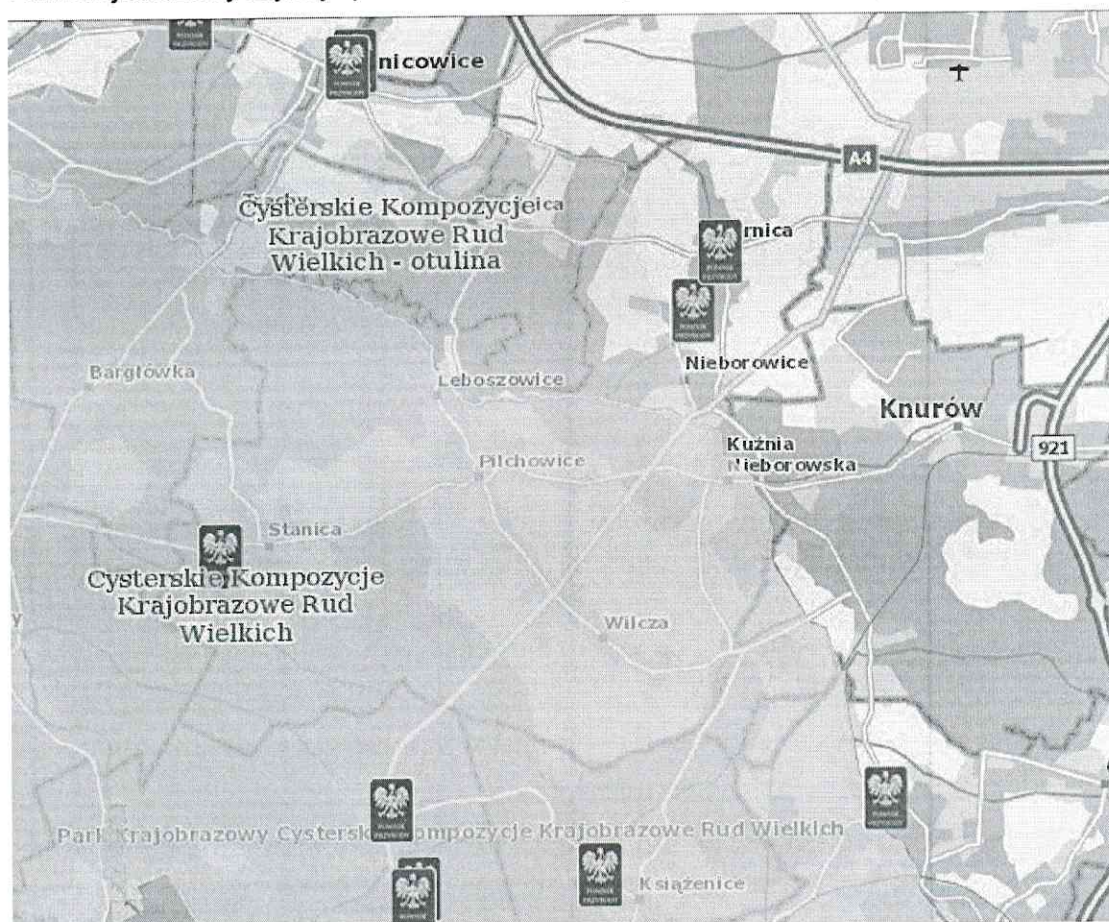 nicowice
A4
Cysterskie Kompozycje
Krajobrazowe Rud
Wielkich - otulina
ica
rnica
Nieborowice
Bargłówka
Leboszowice
Knurów
Kuźnia
Nieborowska
921
Pilchowice
Stanica
Cysterskie Kompozycje
Krajobrazowe Rud
Wielkich
Wilcza
Park Krajobrazowy Cysterskie Kompozycje Krajobrazowe Rud Wielkich
Książenice